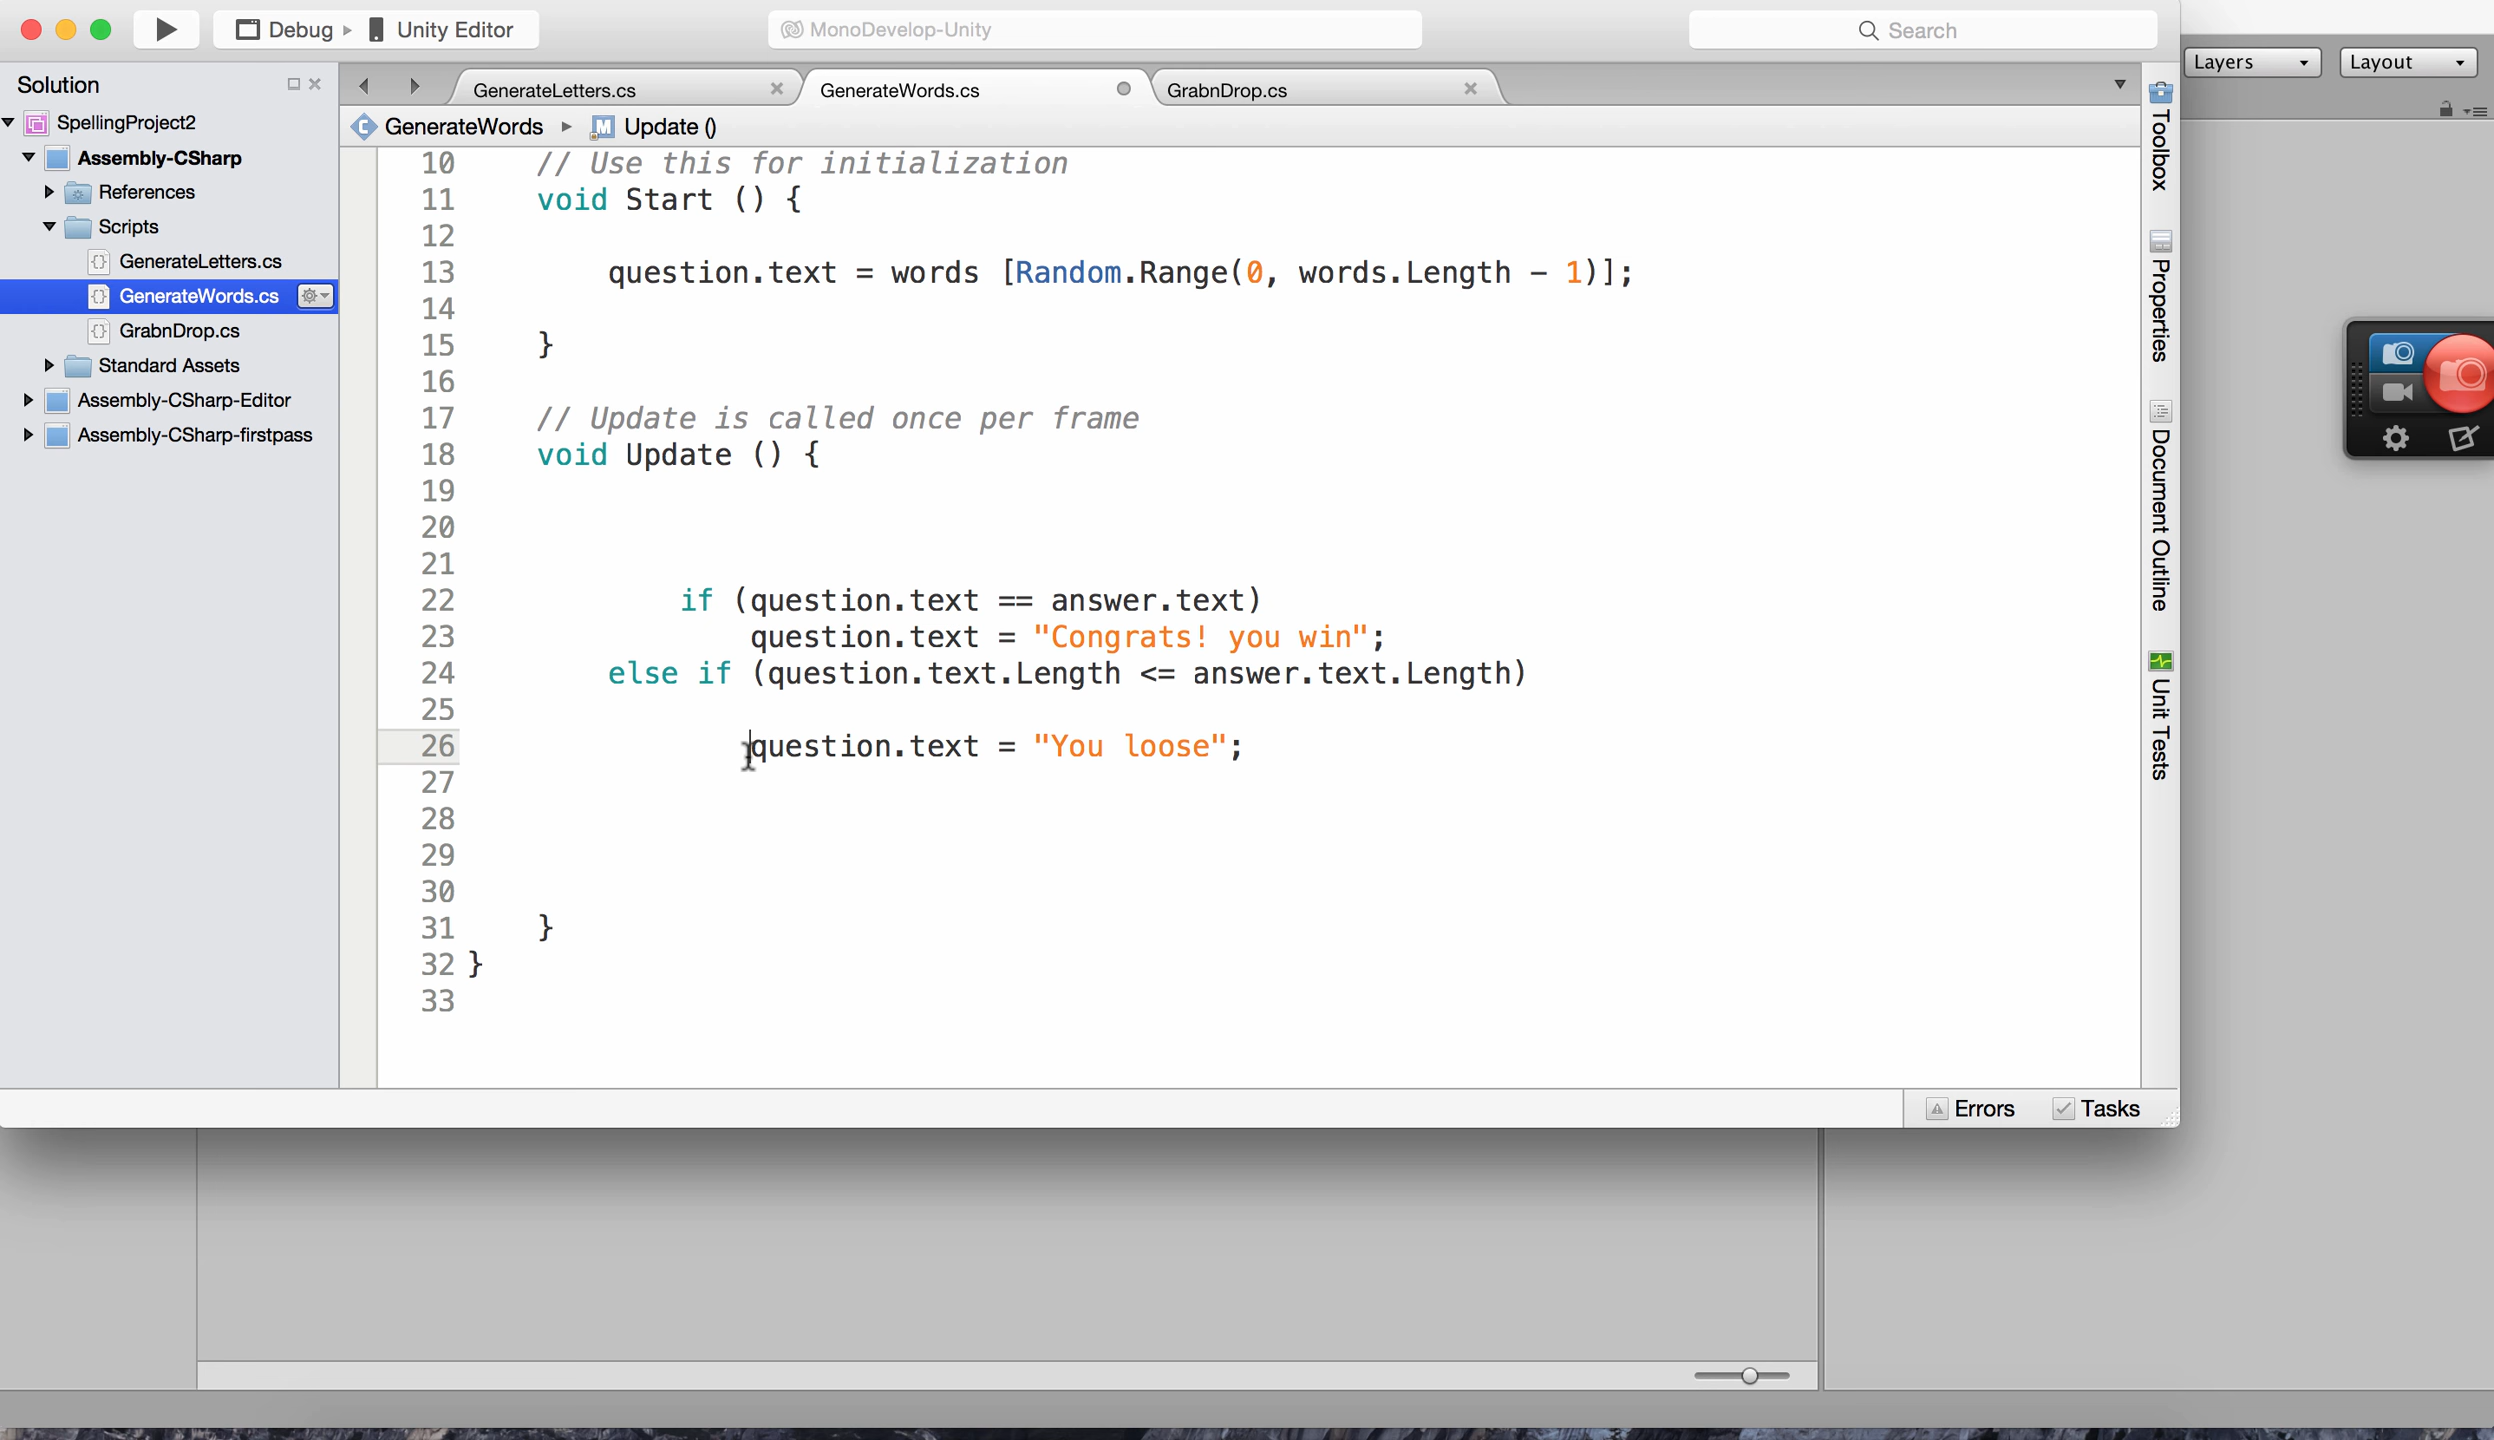 Debug Unity Editor MonoDevelop-Unity Search
Layers Layout
Solution
GenerateLetters.cs GenerateWords.cs GrabnDrop.cs
GenerateWords Update ()
SpellingProject2
Assembly-CSharp
References
Scripts
GenerateLetters.cs
GenerateWords.cs
GrabnDrop.cs
Standard Assets
Assembly-CSharp-Editor
Assembly-CSharp-firstpass
10 // Use this for initialization
11 void Start () {
12
13 question.text = words [Random.Range(0, words.Length - 1)];
14
15 }
16
17 // Update is called once per frame
18 void Update () {
19
20
21
22 if (question.text == answer.text)
23 question.text = "Congrats! you win";
24 else if (question.text.Length <= answer.text.Length)
25
26 question.text = "You loose";
27
28
29
30
31 }
32 }
33
Toolbox
Properties
Document Outline
Unit Tests
Errors Tasks